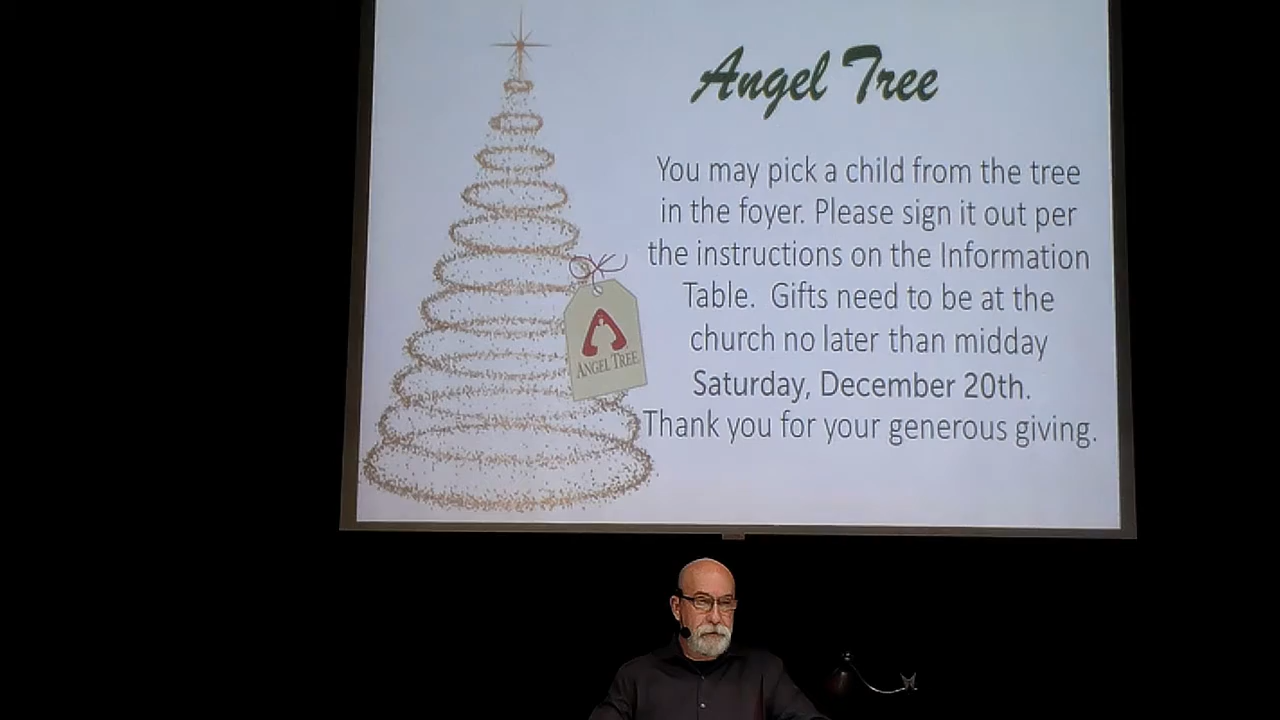 Angel Tree
You may pick a child from the tree
in the foyer. Please sign it out per
the instructions on the Information
Table. Gifts need to be at the
church no later than midday
Saturday, December 20th.
Thank you for your generous giving.
ANGEL TREE